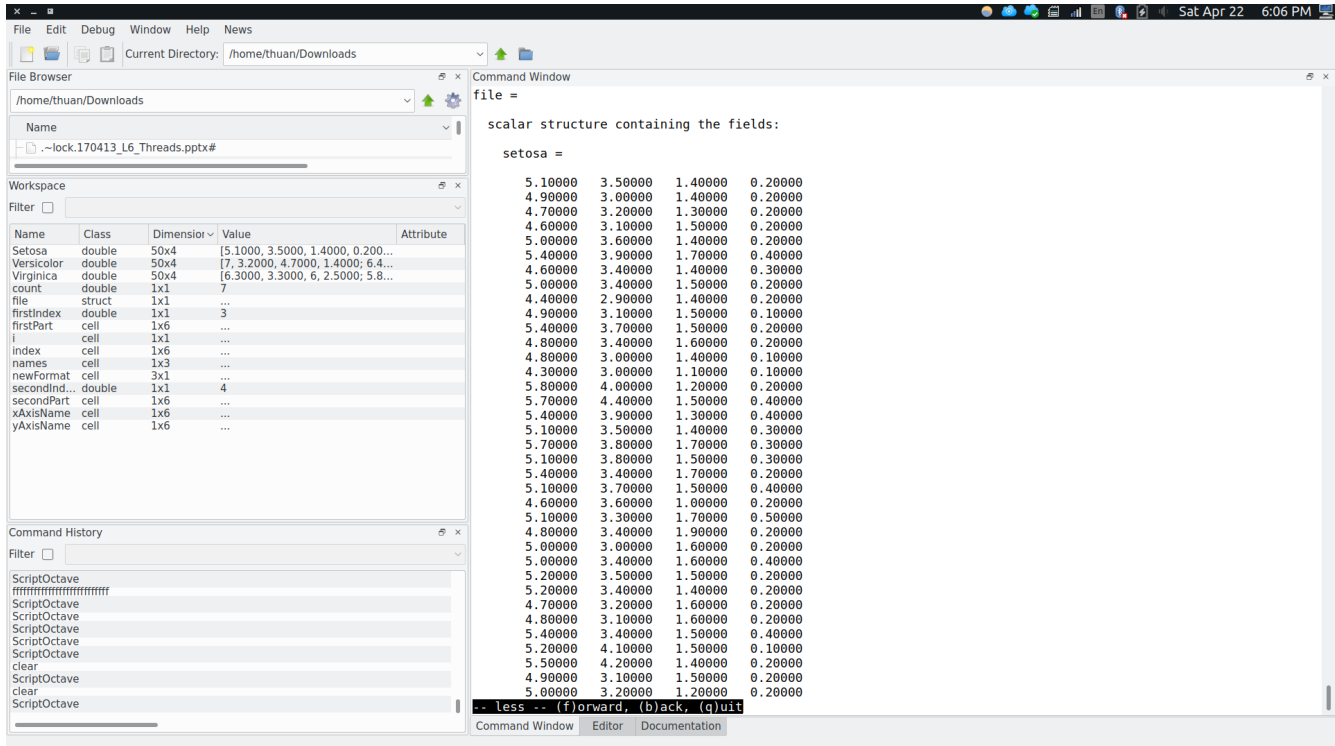 Sat Apr 22 6:06 PM
En
File Edit Debug Window Help News
Current Directory: /home/thuan/Downloads
File Browser
/home/thuan/Downloads
Name
.~lock.170413_L6_Threads.pptx#
Workspace
Filter
Name Class Dimension Value Attribute
Setosa double 50x4 [5.1000, 3.5000, 1.4000, 0.200...
Versicolor double 50x4 [7, 3.2000, 4.7000, 1.4000; 6.4...
Virginica double 50x4 [6.3000, 3.3000, 6, 2.5000; 5.8...
count double 1x1 7
file struct 1x1 ...
firstIndex double 1x1 3
firstPart cell 1x6 ...
i cell 1x1 ...
index cell 1x6 ...
names cell 1x3 ...
newFormat cell 3x1 ...
secondInd... double 1x1 4
secondPart cell 1x6 ...
xAxisName cell 1x6 ...
yAxisName cell 1x6 ...
Command History
Filter
ScriptOctave
ffffffffffffffffffffffffffff
ScriptOctave
ScriptOctave
ScriptOctave
ScriptOctave
ScriptOctave
clear
ScriptOctave
clear
ScriptOctave
Command Window
file =
scalar structure containing the fields:
setosa =
5.10000 3.50000 1.40000 0.20000
4.90000 3.00000 1.40000 0.20000
4.70000 3.20000 1.30000 0.20000
4.60000 3.10000 1.50000 0.20000
5.00000 3.60000 1.40000 0.20000
5.40000 3.90000 1.70000 0.40000
4.60000 3.40000 1.40000 0.30000
5.00000 3.40000 1.50000 0.20000
4.40000 2.90000 1.40000 0.20000
4.90000 3.10000 1.50000 0.10000
5.40000 3.70000 1.50000 0.20000
4.80000 3.40000 1.60000 0.20000
4.80000 3.00000 1.40000 0.10000
4.30000 3.00000 1.10000 0.10000
5.80000 4.00000 1.20000 0.20000
5.70000 4.40000 1.50000 0.40000
5.40000 3.90000 1.30000 0.40000
5.10000 3.50000 1.40000 0.30000
5.70000 3.80000 1.70000 0.30000
5.10000 3.80000 1.50000 0.30000
5.40000 3.40000 1.70000 0.20000
5.10000 3.70000 1.50000 0.40000
4.60000 3.60000 1.00000 0.20000
5.10000 3.30000 1.70000 0.50000
4.80000 3.40000 1.90000 0.20000
5.00000 3.00000 1.60000 0.20000
5.00000 3.40000 1.60000 0.40000
5.20000 3.50000 1.50000 0.20000
5.20000 3.40000 1.40000 0.20000
4.70000 3.20000 1.60000 0.20000
4.80000 3.10000 1.60000 0.20000
5.40000 3.40000 1.50000 0.40000
5.20000 4.10000 1.50000 0.10000
5.50000 4.20000 1.40000 0.20000
4.90000 3.10000 1.50000 0.20000
5.00000 3.20000 1.20000 0.20000
-- less -- (f)orward, (b)ack, (q)uit
Command Window Editor Documentation